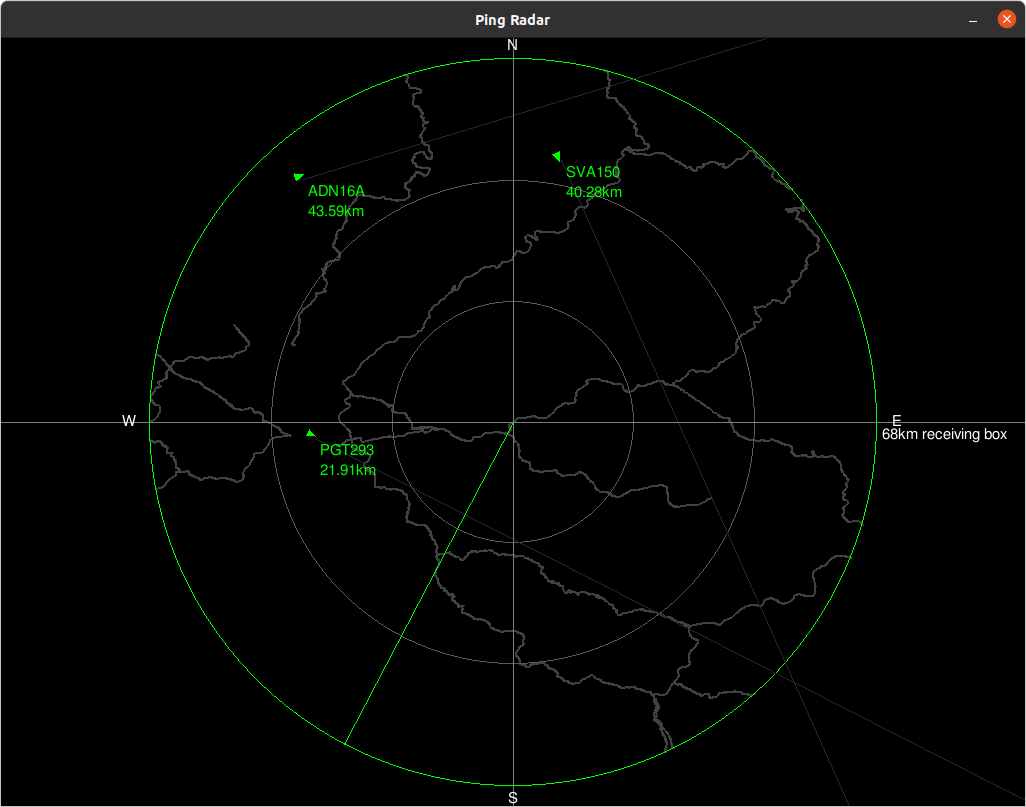 Ping Radar
N
SVA150
40.28km
ADN16A
43.59km
W
E
68km receiving box
PGT293
21.91km
S